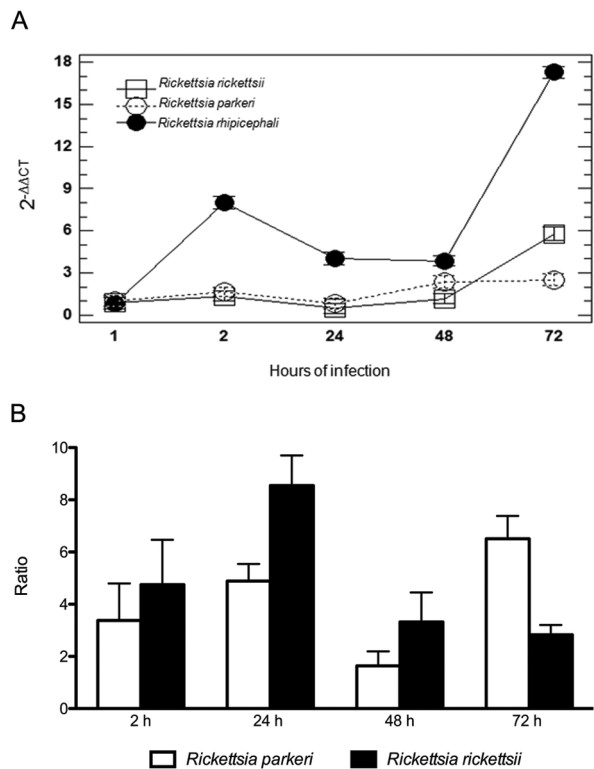 A
18
15
12
9
6
3
0
2-ΔΔCT
Rickettsia rickettsii
Rickettsia parkeri
Rickettsia rhipicephali
1 2 24 48 72
Hours of infection
B
10
8
6
4
2
0
Ratio
2 h 24 h 48 h 72 h
Rickettsia parkeri Rickettsia rickettsii